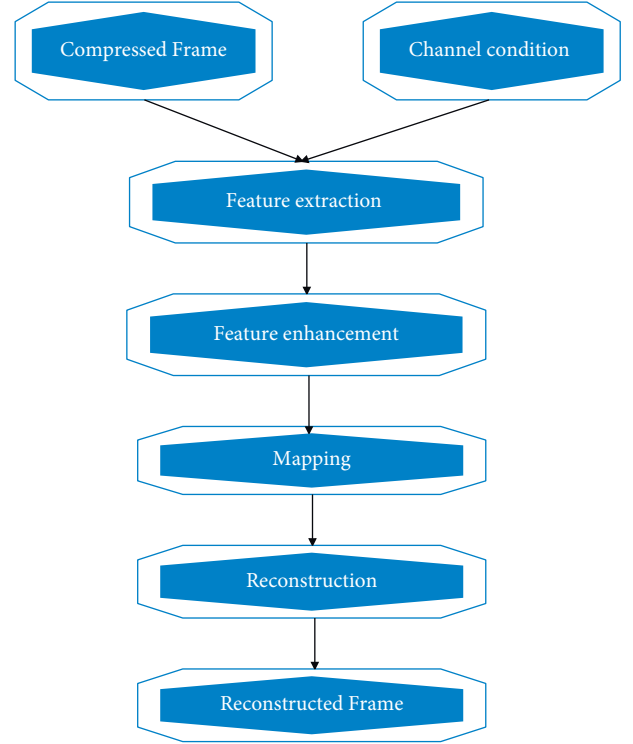 Compressed Frame
Channel condition
Feature extraction
Feature enhancement
Mapping
Reconstruction
Reconstructed Frame